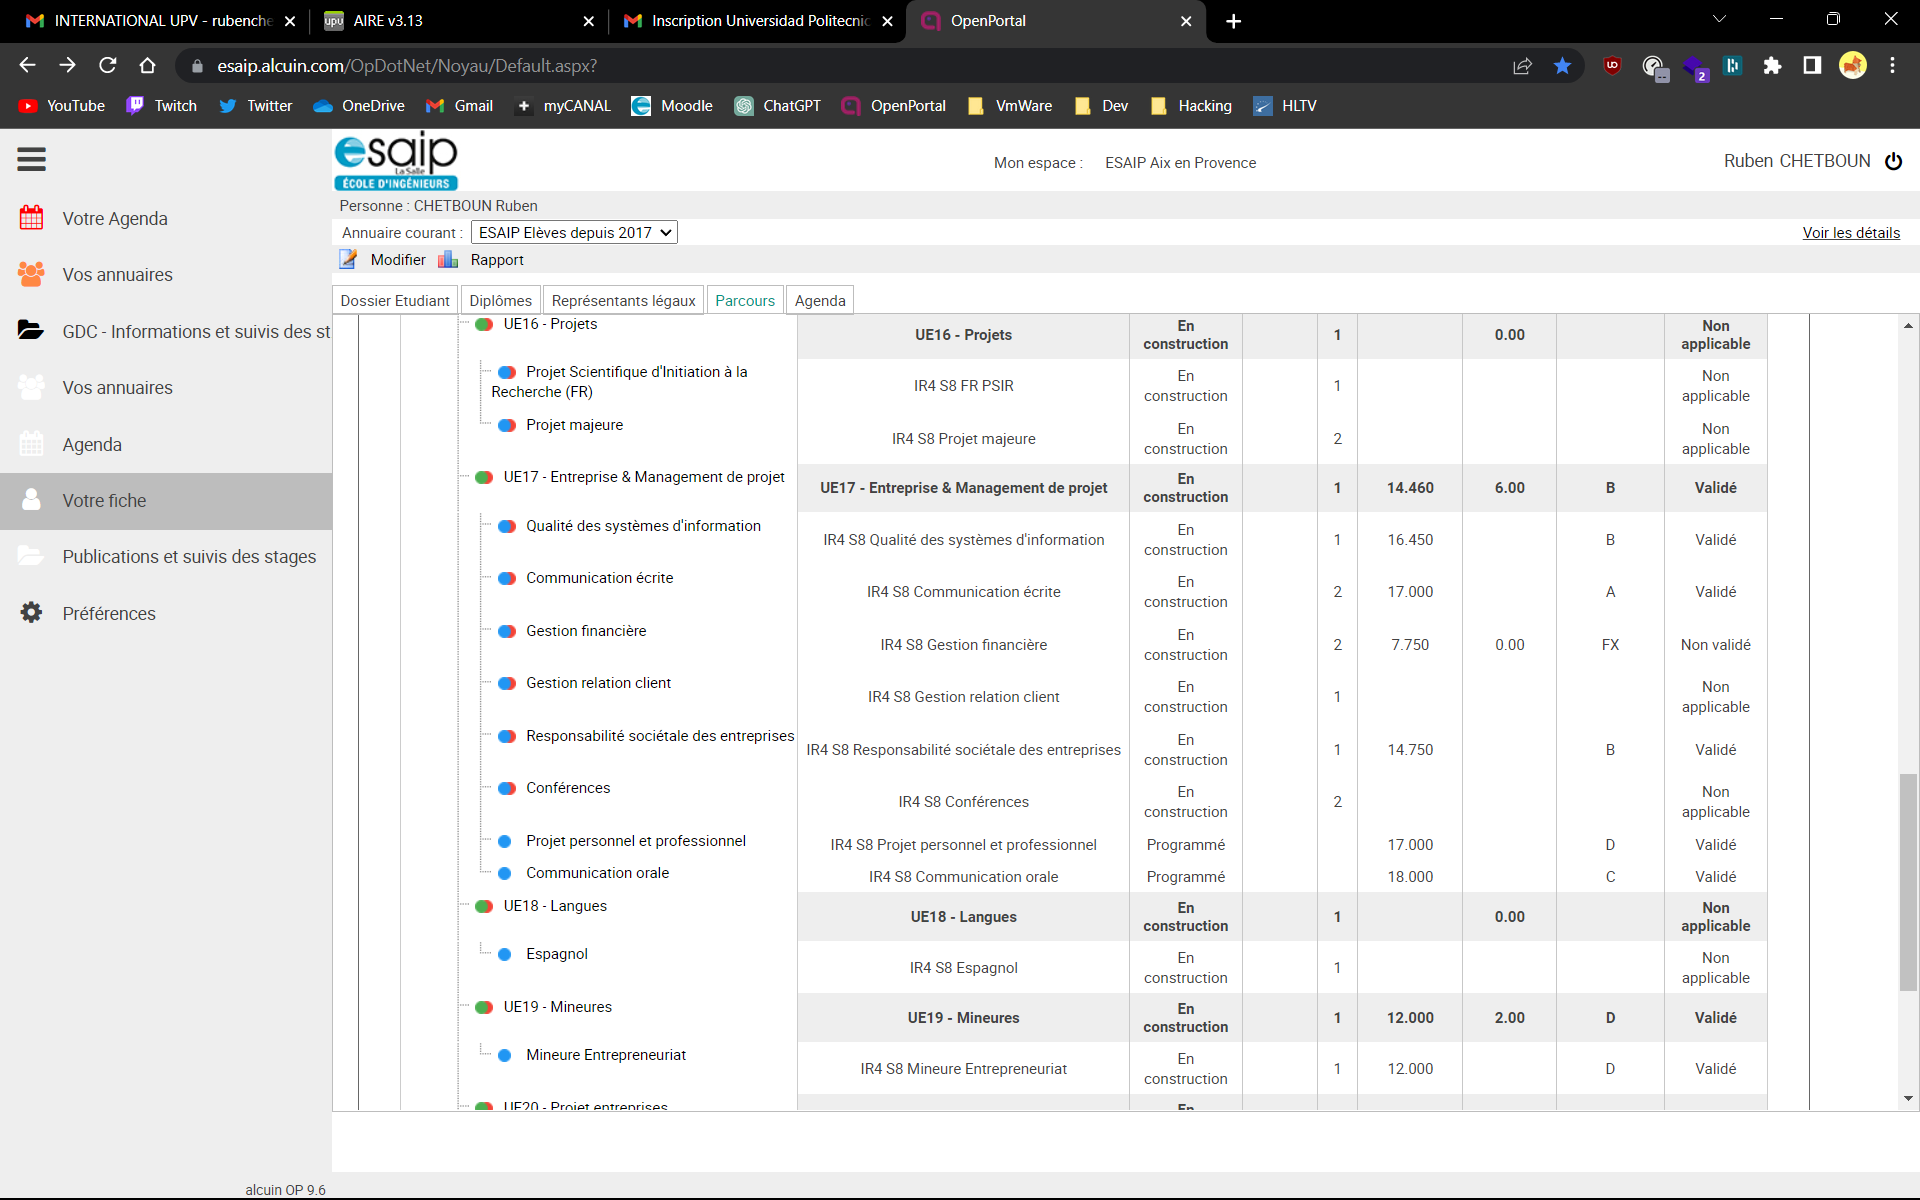 INTERNATIONAL UPV - rubenche
AIRE v3.13
Inscription Universidad Politecnic
OpenPortal
esaip.alcuin.com/OpDotNet/Noyau/Default.aspx?
2
YouTube
Twitch
Twitter
OneDrive
Gmail
myCANAL
Moodle
ChatGPT
OpenPortal
VmWare
Dev
Hacking
HLTV
esaip
La Salle
ÉCOLE D'INGÉNIEURS
Mon espace : ESAIP Aix en Provence
Ruben CHETBOUN
Votre Agenda
Vos annuaires
GDC - Informations et suivis des st
Vos annuaires
Agenda
Votre fiche
Publications et suivis des stages
Préférences
Personne : CHETBOUN Ruben
Annuaire courant : ESAIP Elèves depuis 2017
Voir les détails
Modifier
Rapport
Dossier Etudiant
Diplômes
Représentants légaux
Parcours
Agenda
UE16 - Projets
UE16 - Projets En construction 1 0.00 Non applicable
Projet Scientifique d'Initiation à la
Recherche (FR)
IR4 S8 FR PSIR En construction 1 Non applicable
Projet majeure
IR4 S8 Projet majeure En construction 2 Non applicable
UE17 - Entreprise & Management de projet
UE17 - Entreprise & Management de projet En construction 1 14.460 6.00 B Validé
Qualité des systèmes d'information
IR4 S8 Qualité des systèmes d'information En construction 1 16.450 B Validé
Communication écrite
IR4 S8 Communication écrite En construction 2 17.000 A Validé
Gestion financière
IR4 S8 Gestion financière En construction 2 7.750 0.00 FX Non validé
Gestion relation client
IR4 S8 Gestion relation client En construction 1 Non applicable
Responsabilité sociétale des entreprises
IR4 S8 Responsabilité sociétale des entreprises En construction 1 14.750 B Validé
Conférences
IR4 S8 Conférences En construction 2 Non applicable
Projet personnel et professionnel
IR4 S8 Projet personnel et professionnel Programmé 17.000 D Validé
Communication orale
IR4 S8 Communication orale Programmé 18.000 C Validé
UE18 - Langues
UE18 - Langues En construction 1 0.00 Non applicable
Espagnol
IR4 S8 Espagnol En construction 1 Non applicable
UE19 - Mineures
UE19 - Mineures En construction 1 12.000 2.00 D Validé
Mineure Entrepreneuriat
IR4 S8 Mineure Entrepreneuriat En construction 1 12.000 D Validé
UE20 - Projet entreprises
En
alcuin OP 9.6